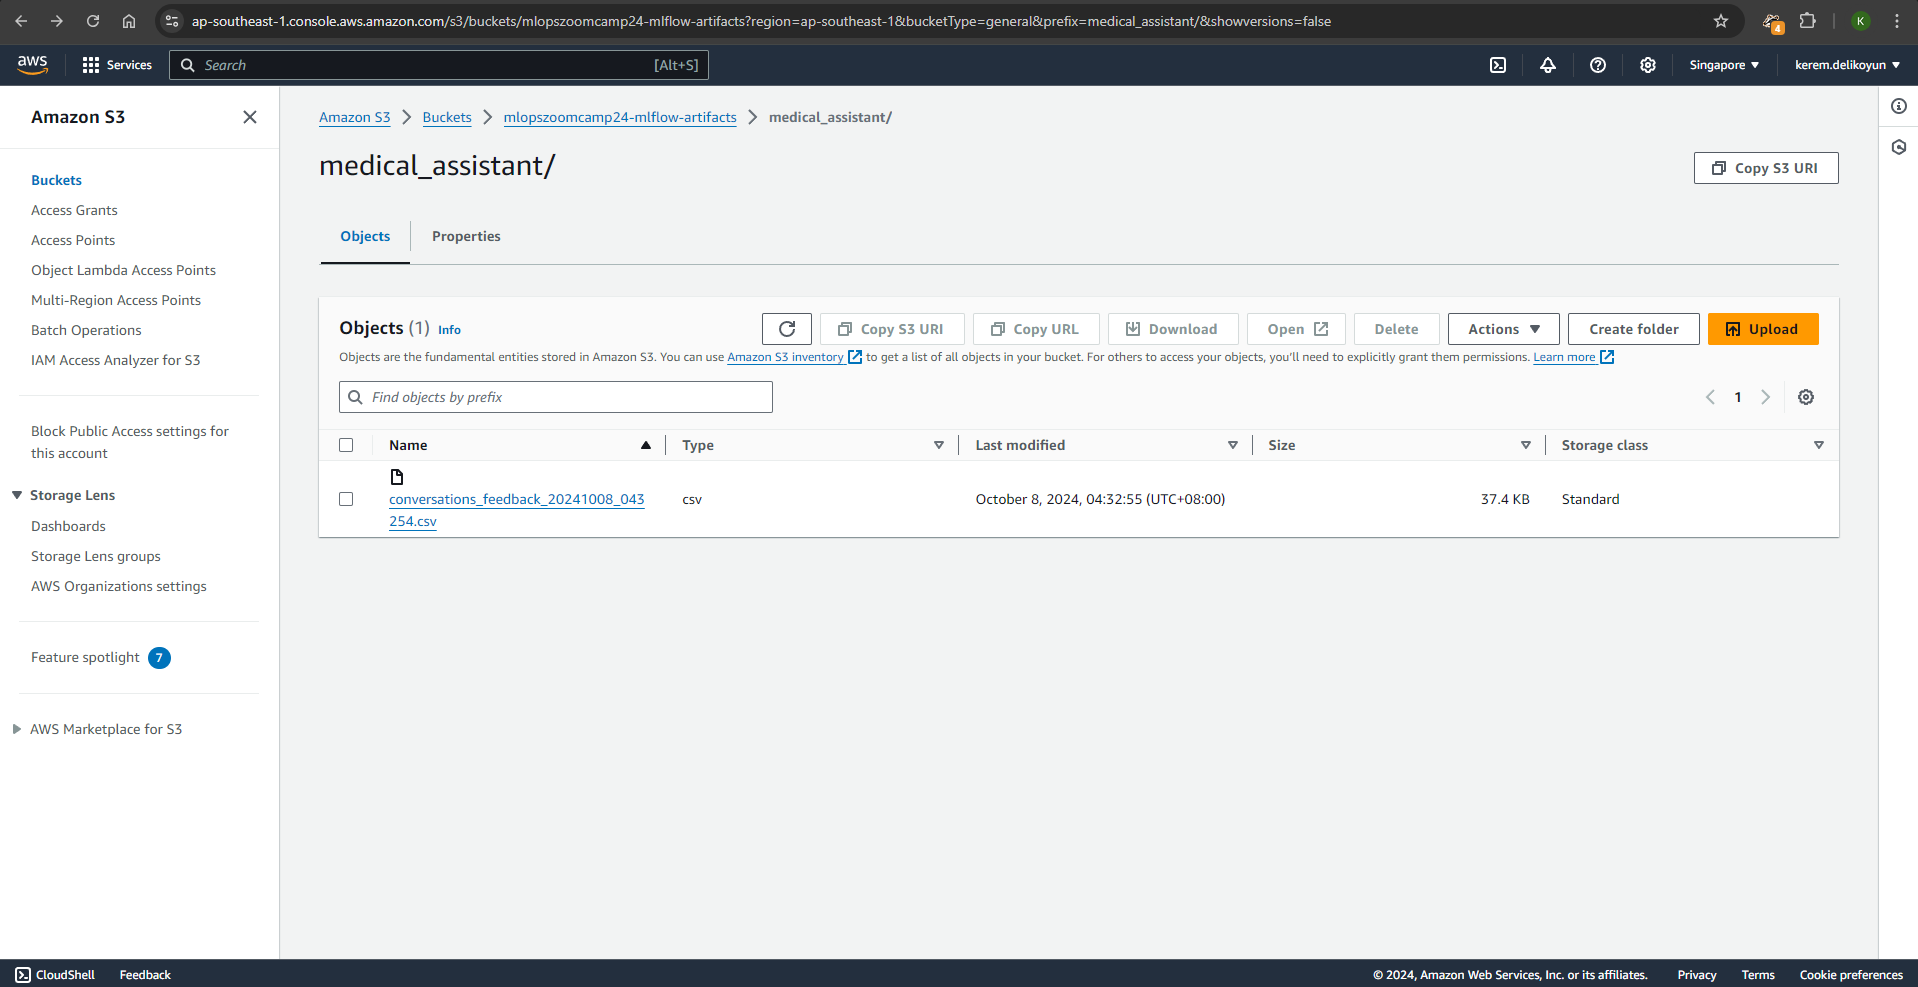 ap-southeast-1.console.aws.amazon.com/s3/buckets/mlopszoomcamp24-mlflow-artifacts?region=ap-southeast-1&bucketType=general&prefix=medical_assistant/&showversions=false
4
K
aws
Services
Search
[Alt+S]
Singapore
kerem.delikoyun
Amazon S3
Buckets
Access Grants
Access Points
Object Lambda Access Points
Multi-Region Access Points
Batch Operations
IAM Access Analyzer for S3
Block Public Access settings for
this account
Storage Lens
Dashboards
Storage Lens groups
AWS Organizations settings
Feature spotlight 7
AWS Marketplace for S3
Amazon S3 > Buckets > mlopszoomcamp24-mlflow-artifacts > medical_assistant/
medical_assistant/
Copy S3 URI
Objects
Properties
Objects (1) Info
Copy S3 URI
Copy URL
Download
Open
Delete
Actions
Create folder
Upload
Objects are the fundamental entities stored in Amazon S3. You can use Amazon S3 inventory to get a list of all objects in your bucket. For others to access your objects, you'll need to explicitly grant them permissions. Learn more
Find objects by prefix
1
Name
Type
Last modified
Size
Storage class
conversations_feedback_20241008_043
254.csv
csv
October 8, 2024, 04:32:55 (UTC+08:00)
37.4 KB
Standard
CloudShell
Feedback
© 2024, Amazon Web Services, Inc. or its affiliates.
Privacy
Terms
Cookie preferences